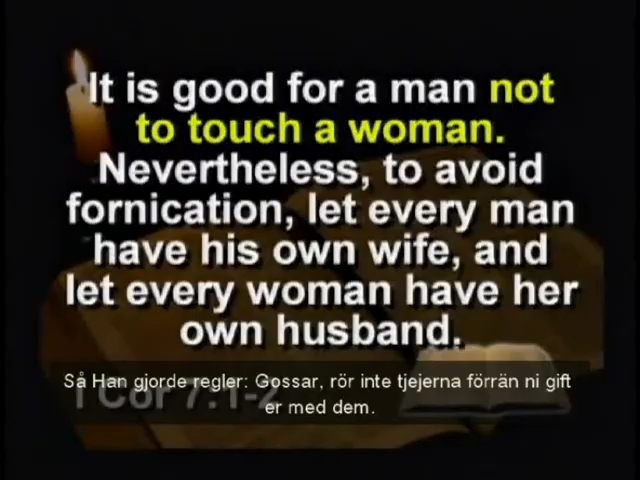 It is good for a man not
to touch a woman.
Nevertheless, to avoid
fornication, let every man
have his own wife, and
let every woman have her
own husband.
Så Han gjorde regler: Gossar, rör inte tjejerna förrän ni gift
er med dem.
I Cor 7:1-2